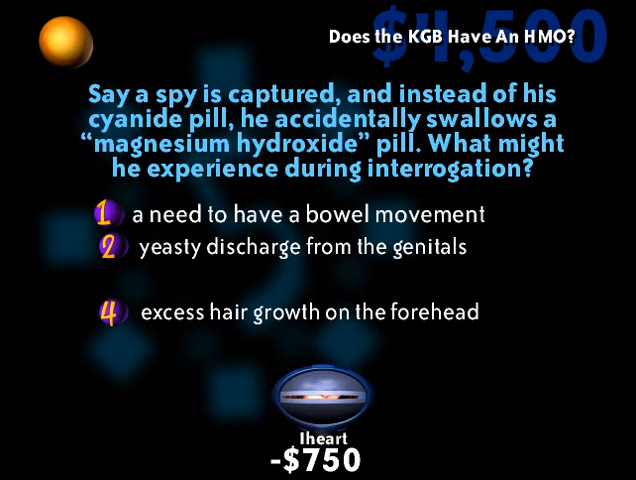 $4,500
Does the KGB Have An HMO?
Say a spy is captured, and instead of his
cyanide pill, he accidentally swallows a
“magnesium hydroxide” pill. What might
he experience during interrogation?
1 a need to have a bowel movement
2 yeasty discharge from the genitals
4 excess hair growth on the forehead
Iheart
-$750